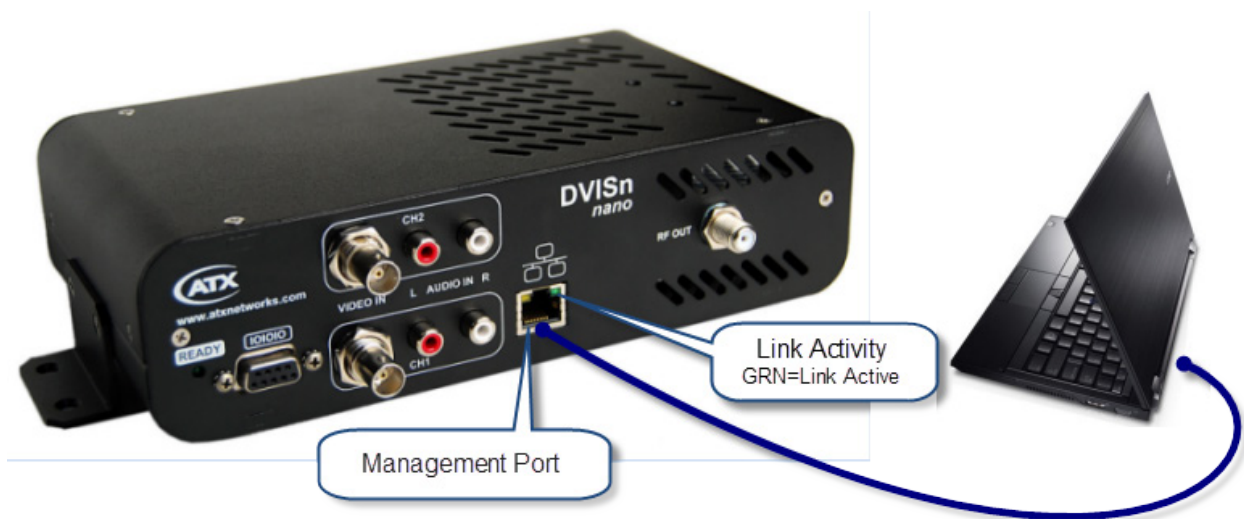 DVISn
nano
CH2
RF OUT
ATX
www.atxnetworks.com
VIDEO IN
L AUDIO IN R
READY
IOIOIO
CH1
Link Activity
GRN=Link Active
Management Port